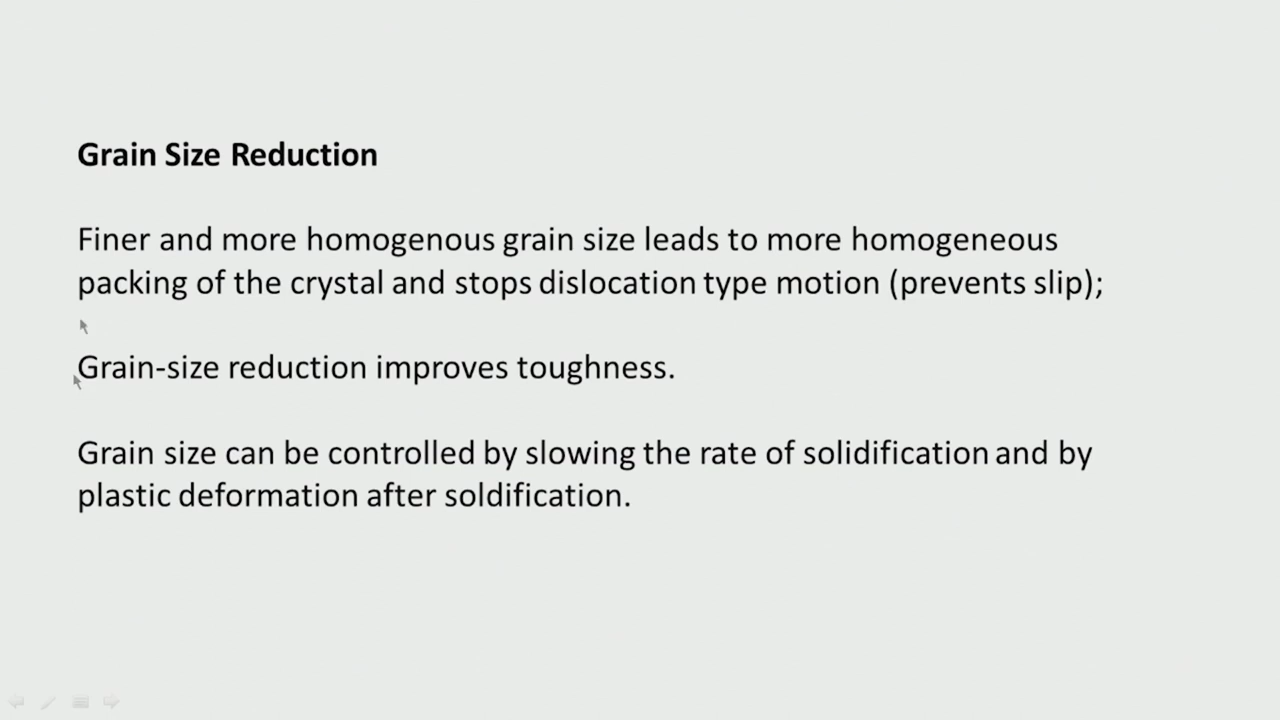 Grain Size Reduction
Finer and more homogenous grain size leads to more homogeneous
packing of the crystal and stops dislocation type motion (prevents slip);
Grain-size reduction improves toughness.
Grain size can be controlled by slowing the rate of solidification and by
plastic deformation after soldification.